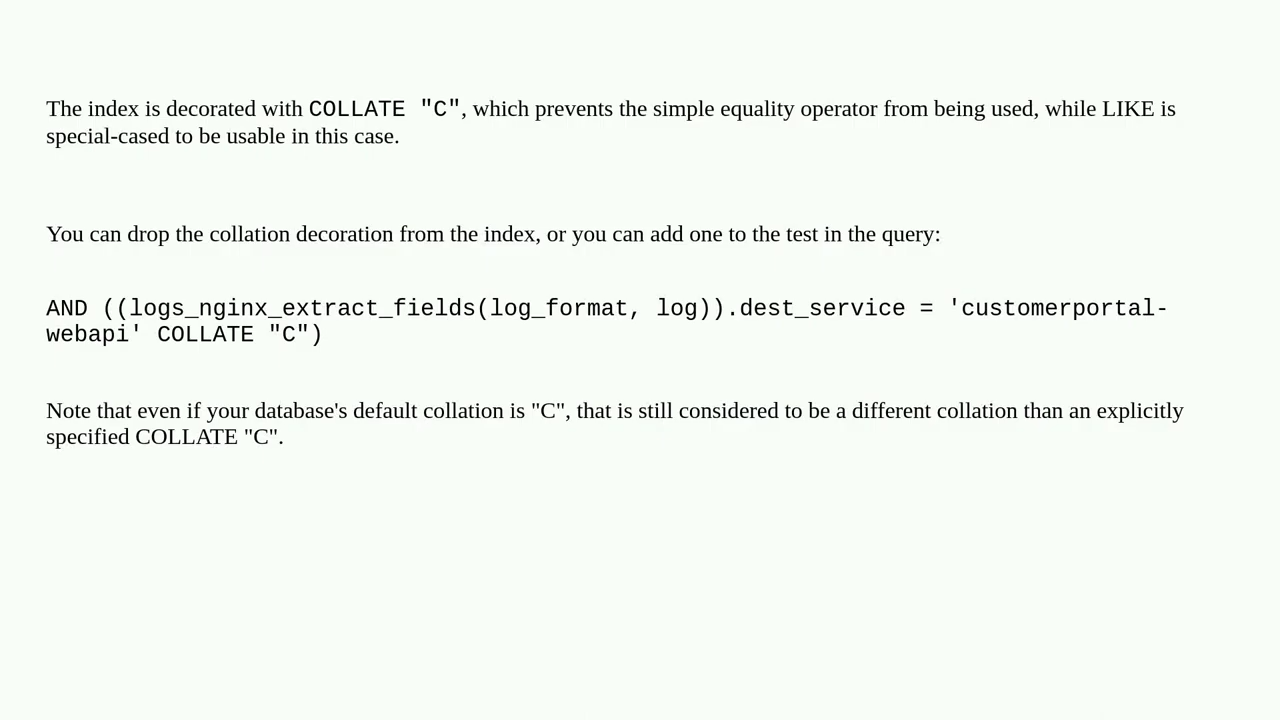 The index is decorated with COLLATE "C", which prevents the simple equality operator from being used, while LIKE is
special-cased to be usable in this case.
You can drop the collation decoration from the index, or you can add one to the test in the query:
AND ((logs_nginx_extract_fields(log_format, log)).dest_service = 'customerportal-
webapi' COLLATE "C")
Note that even if your database's default collation is "C", that is still considered to be a different collation than an explicitly
specified COLLATE "C".